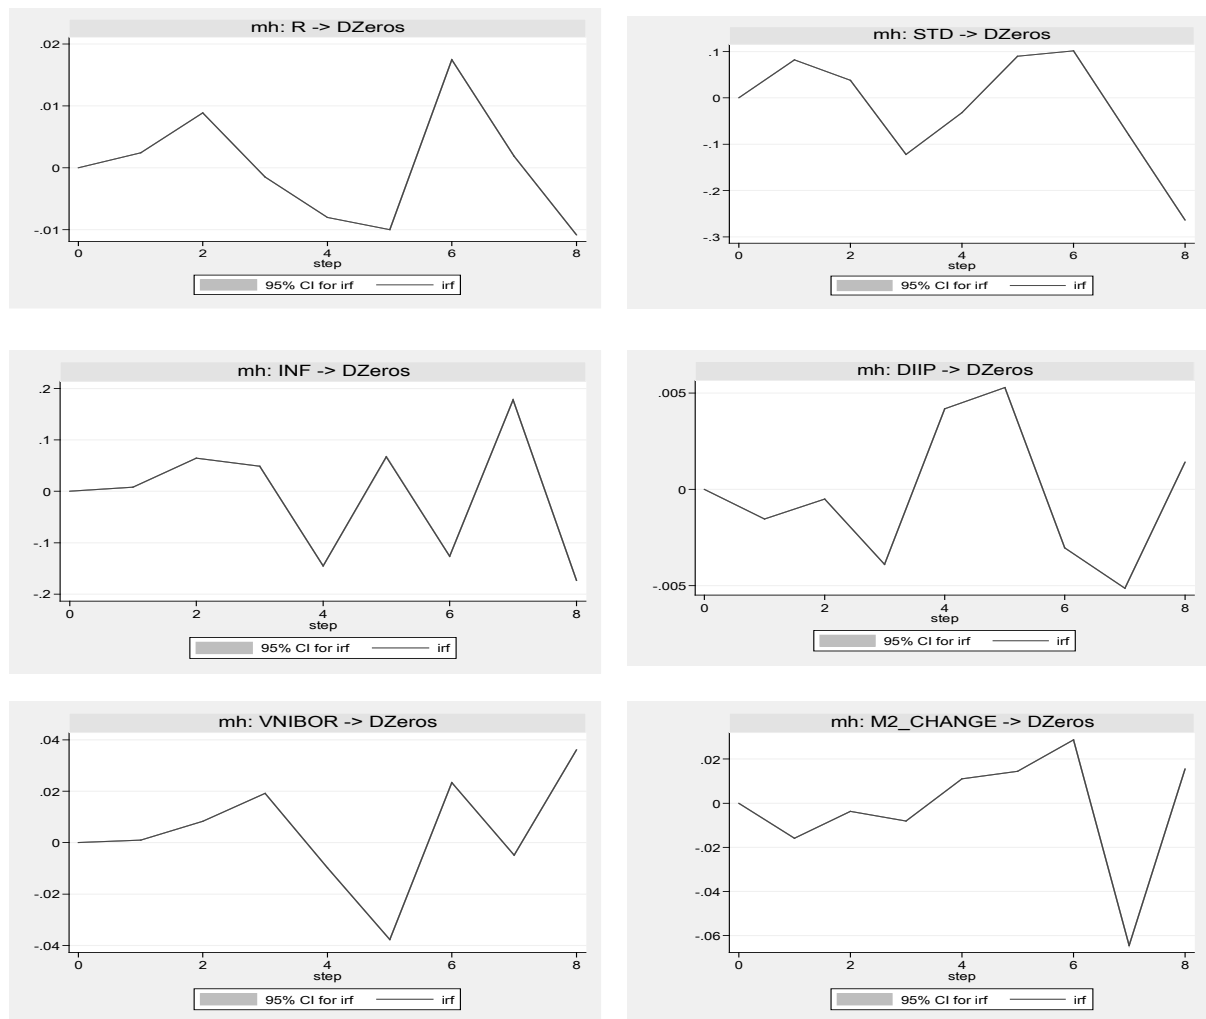 mh: R -> DZeros
.02
.01
0
-.01
0 2 4 6 8
step
95% CI for irf irf
mh: STD -> DZeros
.1
0
-.1
-.2
-.3
0 2 4 6 8
step
95% CI for irf irf
mh: INF -> DZeros
.2
.1
0
-.1
-.2
0 2 4 6 8
step
95% CI for irf irf
mh: DIIP -> DZeros
.005
0
-.005
0 2 4 6 8
step
95% CI for irf irf
mh: VNIBOR -> DZeros
.04
.02
0
-.02
-.04
0 2 4 6 8
step
95% CI for irf irf
mh: M2_CHANGE -> DZeros
.02
0
-.02
-.04
-.06
0 2 4 6 8
step
95% CI for irf irf